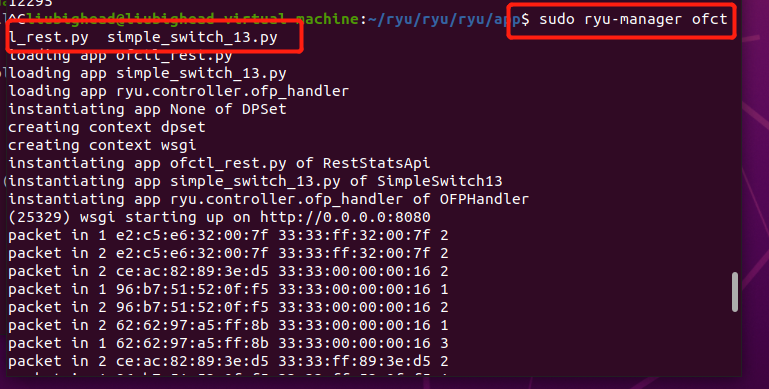 12293
^Cliubighead@liubighead-virtual-machine:~/ryu/ryu/ryu/app$ sudo ryu-manager ofct
l_rest.py  simple_switch_13.py
loading app ofctl_rest.py
loading app simple_switch_13.py
loading app ryu.controller.ofp_handler
instantiating app None of DPSet
creating context dpset
creating context wsgi
instantiating app ofctl_rest.py of RestStatsApi
instantiating app simple_switch_13.py of SimpleSwitch13
instantiating app ryu.controller.ofp_handler of OFPHandler
(25329) wsgi starting up on http://0.0.0.0:8080
packet in 1 e2:c5:e6:32:00:7f 33:33:ff:32:00:7f 2
packet in 2 e2:c5:e6:32:00:7f 33:33:ff:32:00:7f 2
packet in 2 ce:ac:82:89:3e:d5 33:33:00:00:00:16 2
packet in 1 96:b7:51:52:0f:f5 33:33:00:00:00:16 1
packet in 2 96:b7:51:52:0f:f5 33:33:00:00:00:16 2
packet in 2 62:62:97:a5:ff:8b 33:33:00:00:00:16 1
packet in 1 62:62:97:a5:ff:8b 33:33:00:00:00:16 3
packet in 2 ce:ac:82:89:3e:d5 33:33:ff:89:3e:d5 2